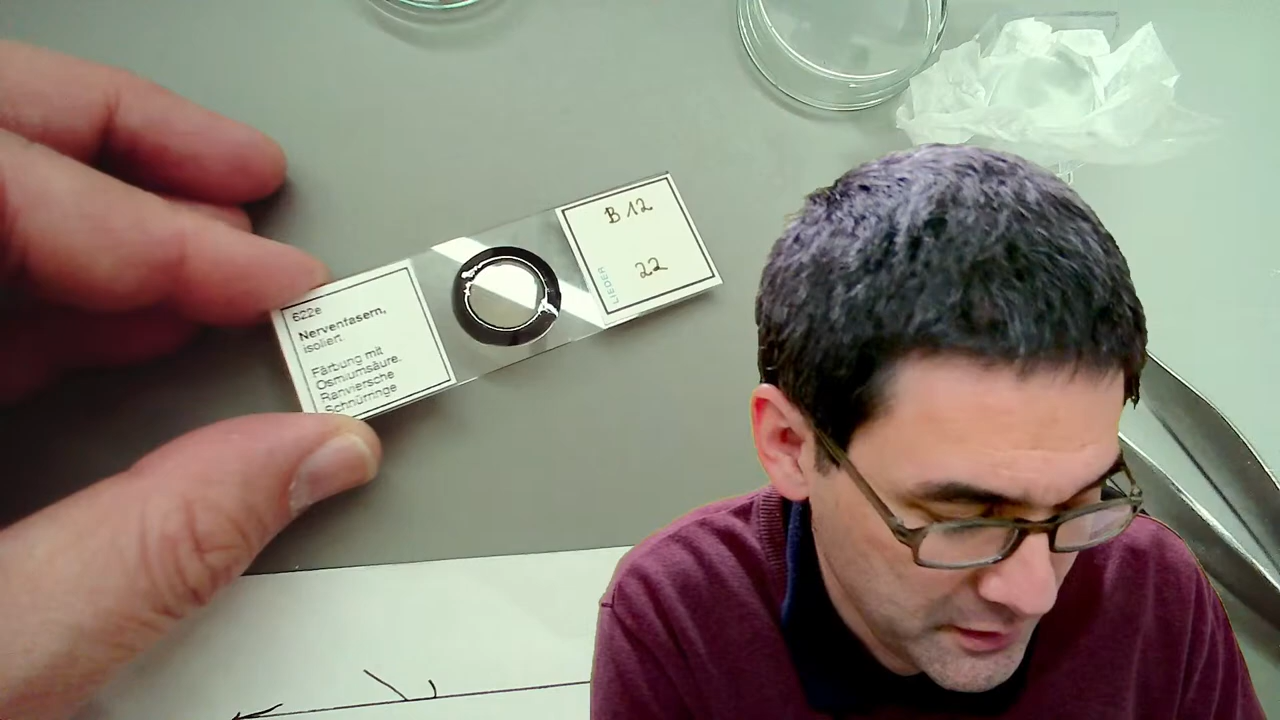 622e
Nervenfasern,
isoliert.
Färbung mit
Osmiumsäure.
Ranviersche
Schnürringe
B 12
22
LIEDER